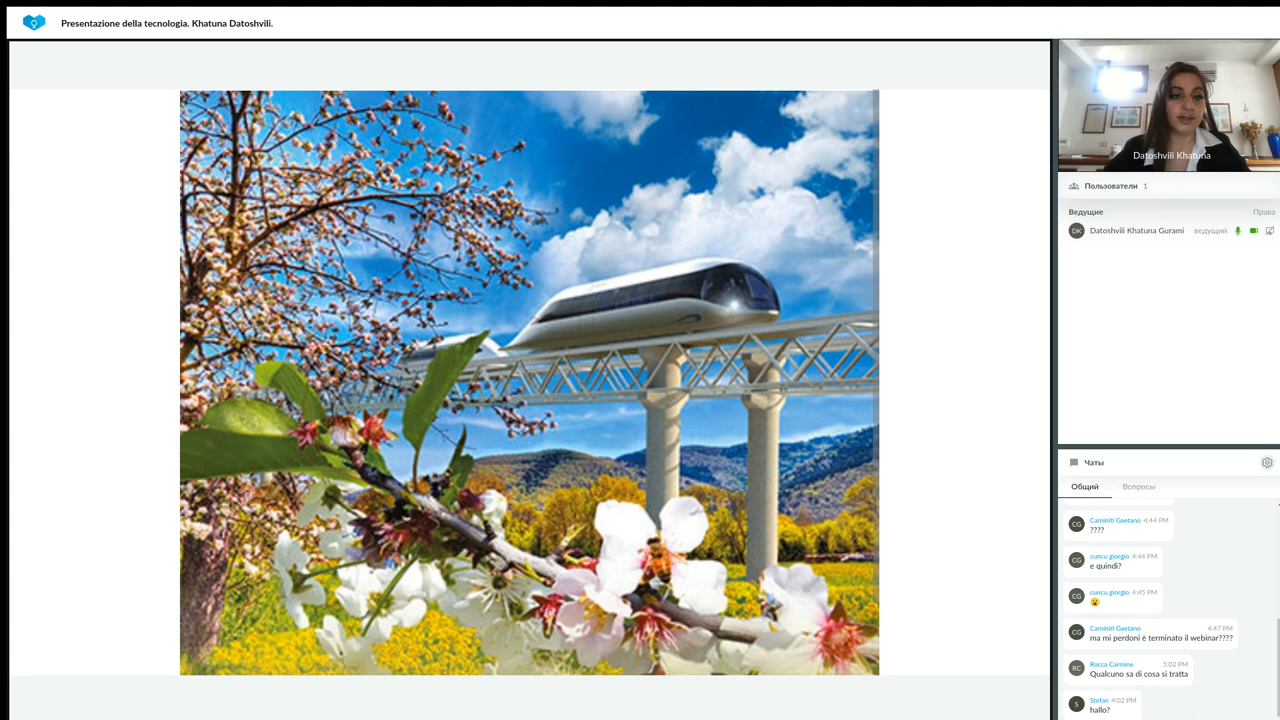 Presentazione della tecnologia. Khatuna Datoshvili.
Datoshvili Khatuna
Пользователи 1
Ведущие Права
DK Datoshvili Khatuna Gurami ведущий
Чаты
Общий Вопросы
CG Caminiti Gaetano 4:44 PM
????
CG cuncu giorgio 4:44 PM
e quindi?
CG cuncu giorgio 4:45 PM
😮
CG Caminiti Gaetano 4:47 PM
ma mi perdoni è terminato il webinar????
RC Rocca Carmine 5:02 PM
Qualcuno sa di cosa si tratta
S Stefan 4:02 PM
hallo?